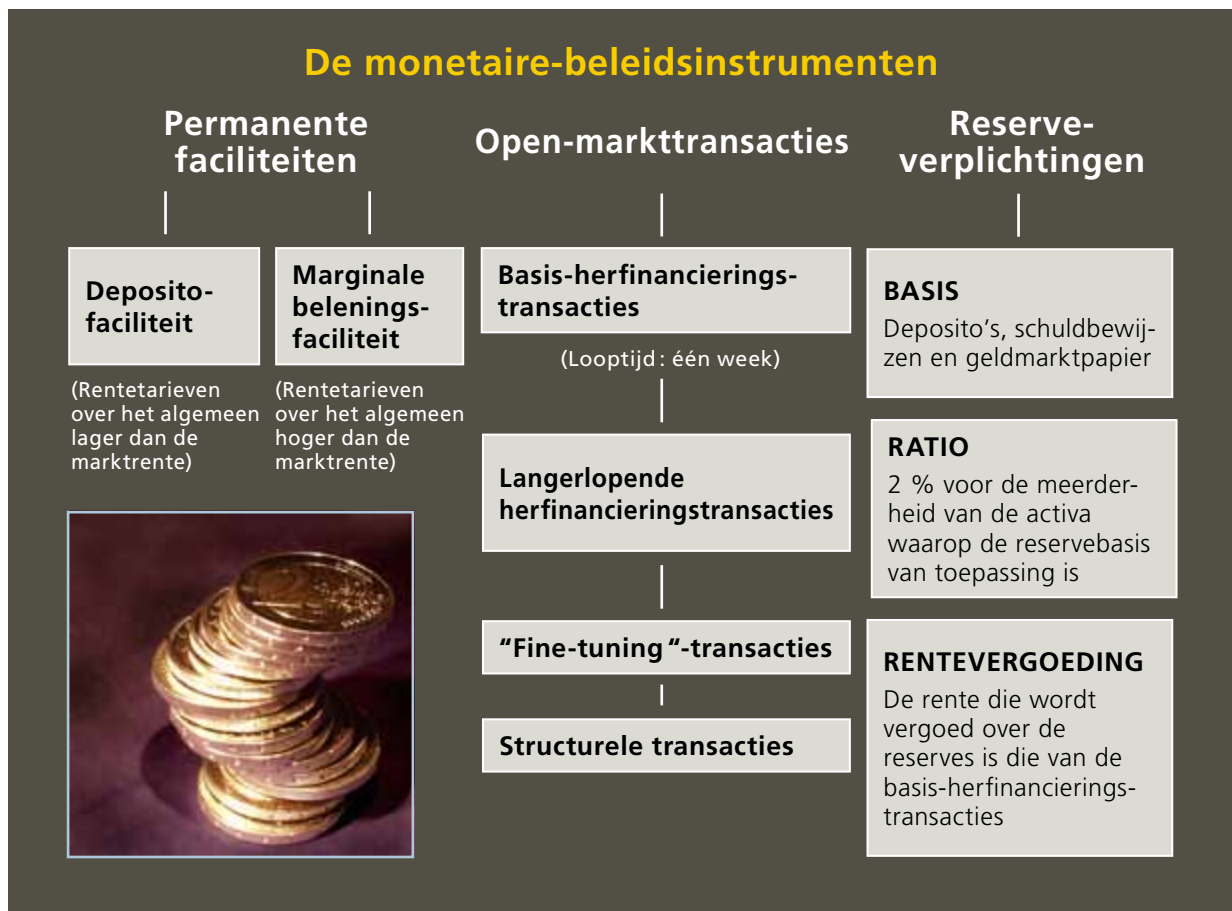 De monetaire-beleidsinstrumenten
Permanente
faciliteiten
Deposito-
faciliteit
(Rentetarieven
over het algemeen
lager dan de
marktrente)
Marginale
belenings-
faciliteit
(Rentetarieven
over het algemeen
hoger dan de
marktrente)
Open-markttransacties
Basis-herfinancierings-
transacties
(Looptijd : één week)
Langerlopende
herfinancieringstransacties
“Fine-tuning “-transacties
Structurele transacties
Reserve-
verplichtingen
BASIS
Deposito’s, schuldbewij-
zen en geldmarktpapier
RATIO
2 % voor de meerder-
heid van de activa
waarop de reservebasis
van toepassing is
RENTEVERGOEDING
De rente die wordt
vergoed over de
reserves is die van de
basis-herfinancierings-
transacties